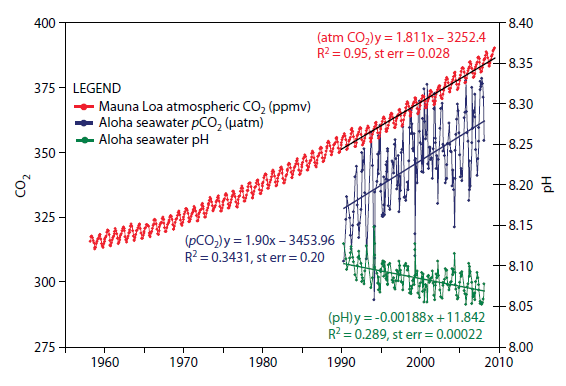 (atm CO₂)y = 1.811x – 3252.4
R² = 0.95, st err = 0.028
LEGEND
Mauna Loa atmospheric CO₂ (ppmv)
Aloha seawater pCO₂ (µatm)
Aloha seawater pH
(pCO₂)y = 1.90x – 3453.96
R² = 0.3431, st err = 0.20
(pH)y = -0.00188x + 11.842
R² = 0.289, st err = 0.00022
CO₂
400
375
350
325
300
275
pH
8.40
8.35
8.30
8.25
8.20
8.15
8.10
8.05
8.00
1960 1970 1980 1990 2000 2010